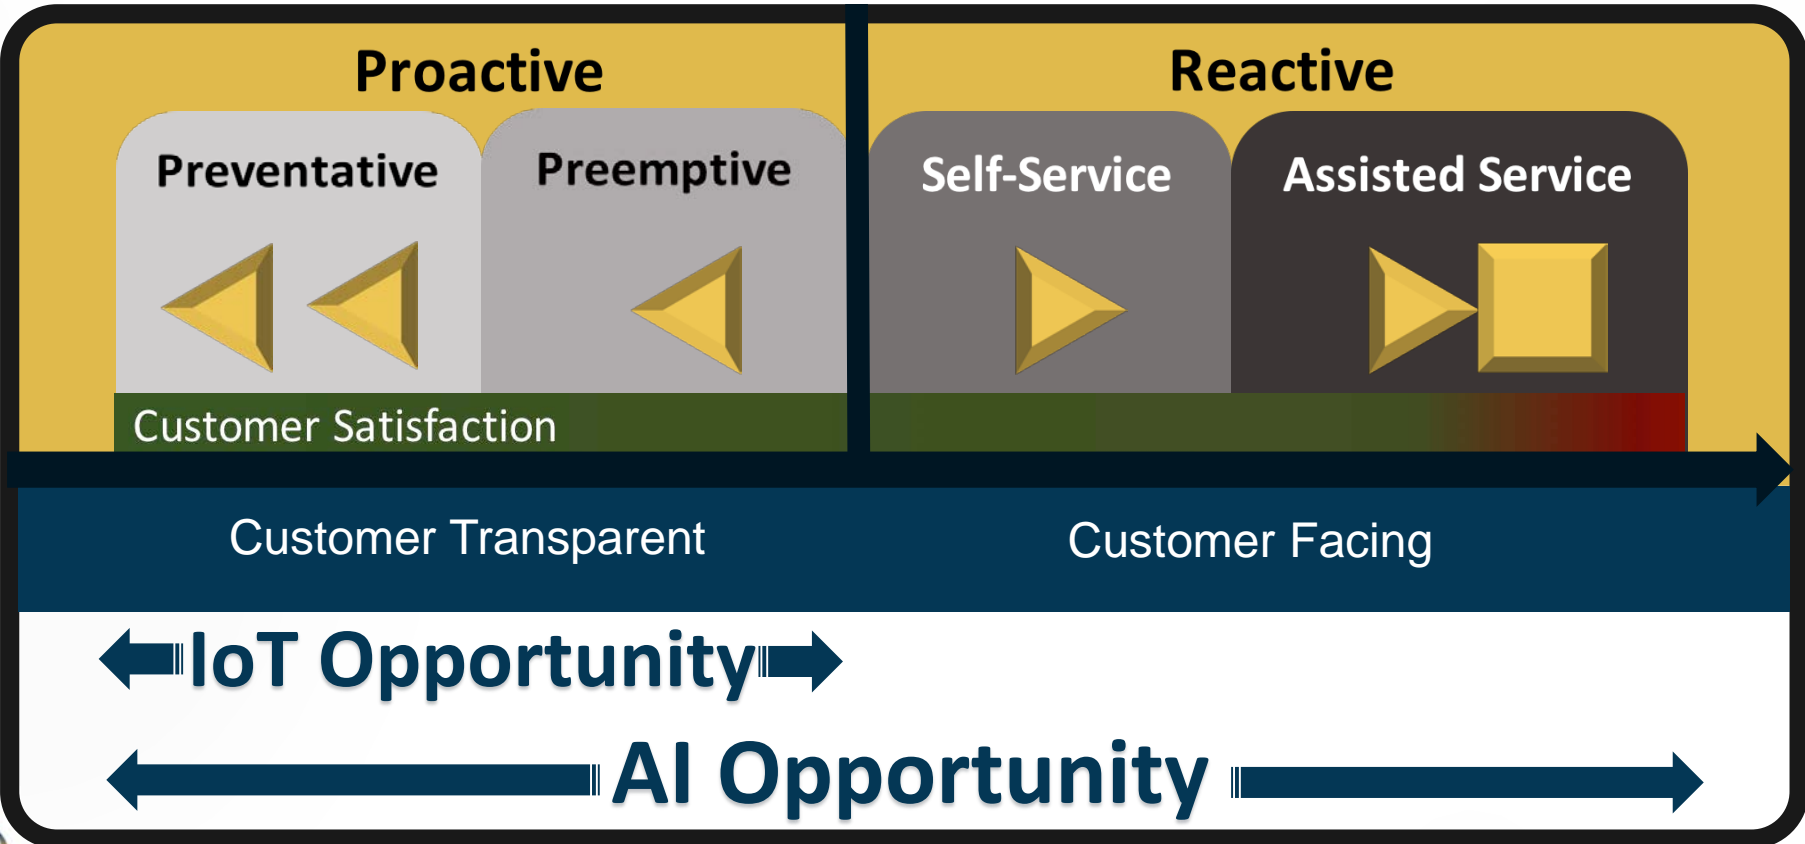 Proactive
Reactive
Preventative
Preemptive
Self-Service
Assisted Service
Customer Satisfaction
Customer Transparent
Customer Facing
IoT Opportunity
AI Opportunity